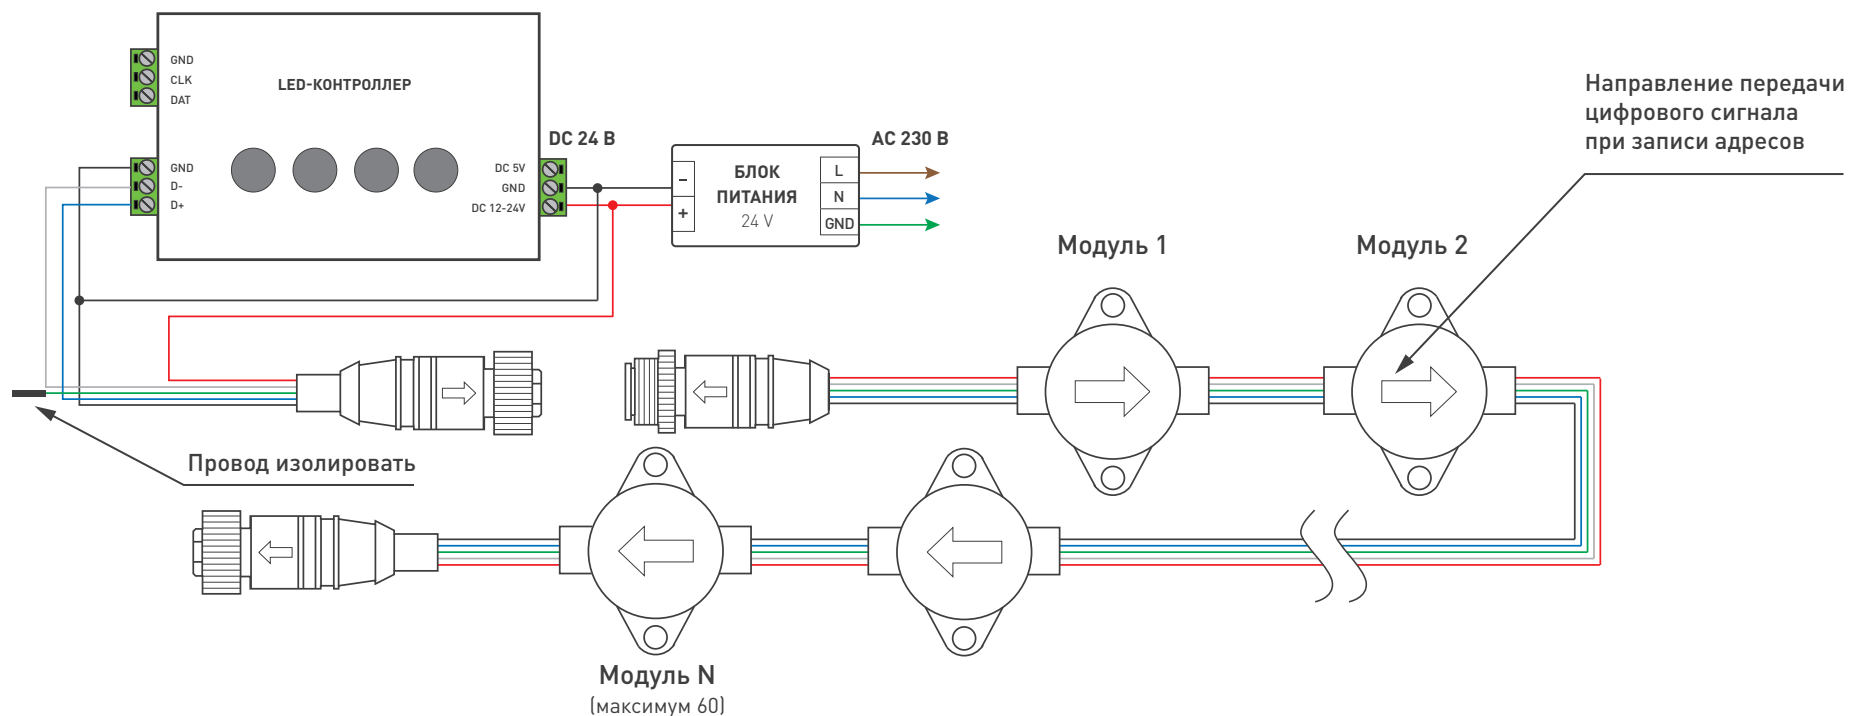 GND
CLK
DAT
LED-КОНТРОЛЛЕР
GND
D-
D+
DC 5V
GND
DC 12-24V
DC 24 В
–
+
БЛОК
ПИТАНИЯ
24 V
L
N
GND
AC 230 В
Направление передачи
цифрового сигнала
при записи адресов
Модуль 1
Модуль 2
Провод изолировать
Модуль N
(максимум 60)